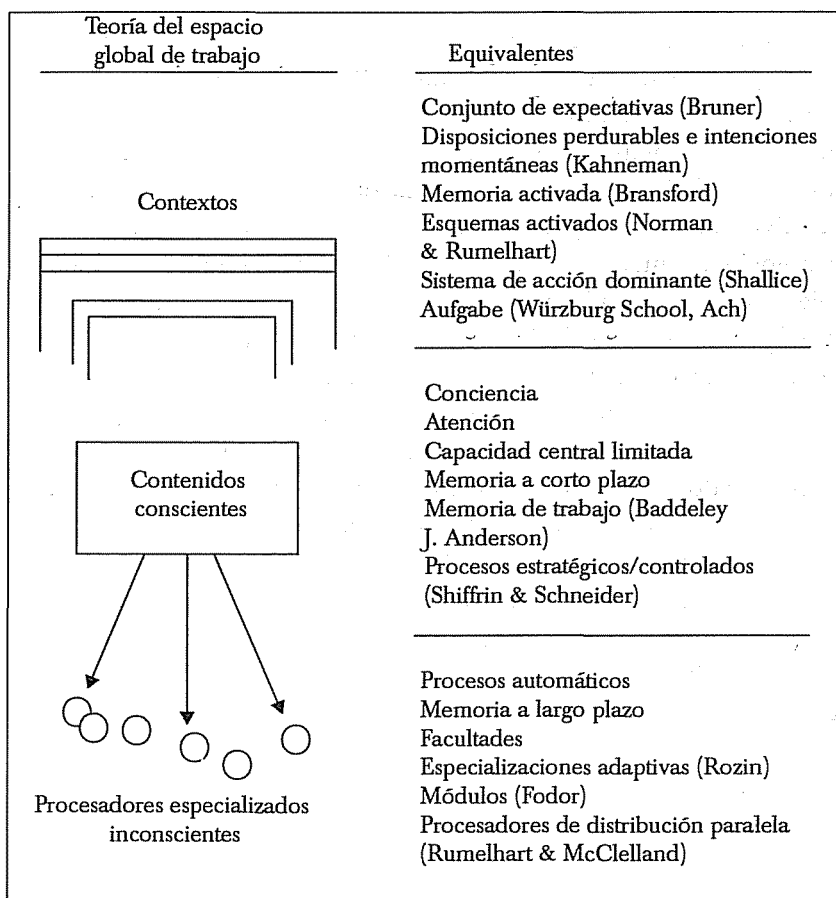 Teoría del espacio
global de trabajo
Contextos
Contenidos
conscientes
Procesadores especializados
inconscientes
Equivalentes
Conjunto de expectativas (Bruner)
Disposiciones perdurables e intenciones
momentáneas (Kahneman)
Memoria activada (Bransford)
Esquemas activados (Norman
& Rumelhart)
Sistema de acción dominante (Shallice)
Aufgabe (Würzburg School, Ach)
Conciencia
Atención
Capacidad central limitada
Memoria a corto plazo
Memoria de trabajo (Baddeley
J. Anderson)
Procesos estratégicos/controlados
(Shiffrin & Schneider)
Procesos automáticos
Memoria a largo plazo
Facultades
Especializaciones adaptivas (Rozin)
Módulos (Fodor)
Procesadores de distribución paralela
(Rumelhart & McClelland)